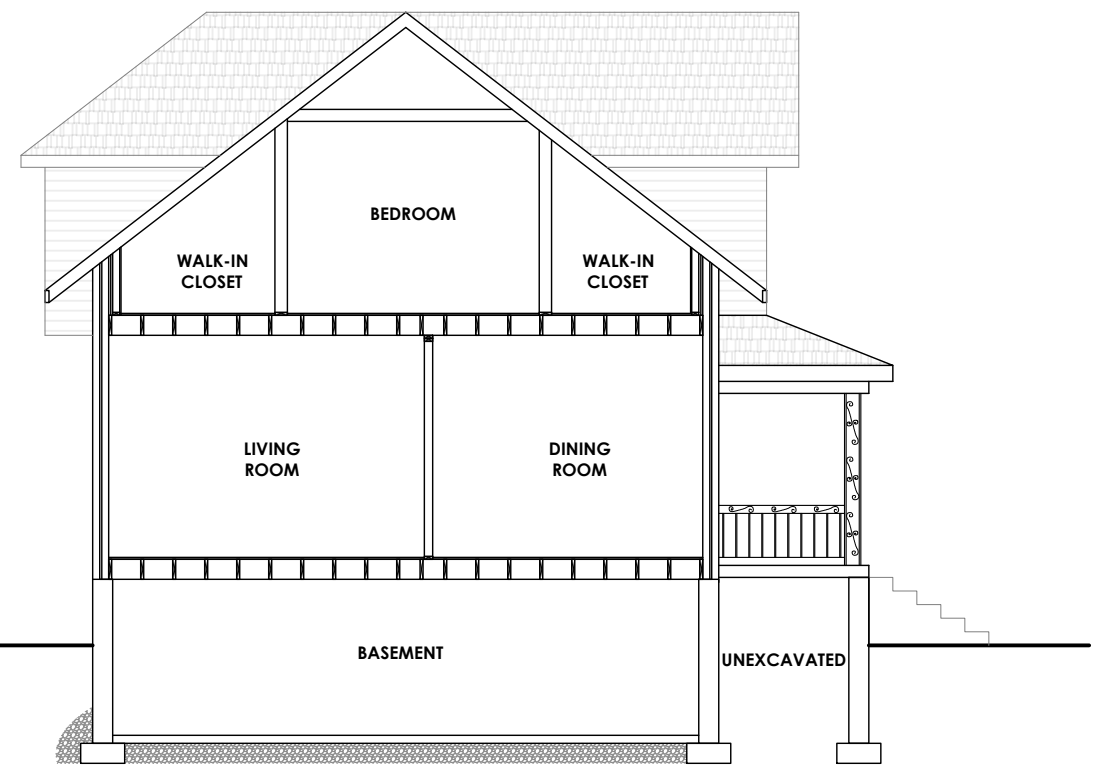 BEDROOM
WALK-IN
CLOSET
WALK-IN
CLOSET
LIVING
ROOM
DINING
ROOM
BASEMENT
UNEXCAVATED